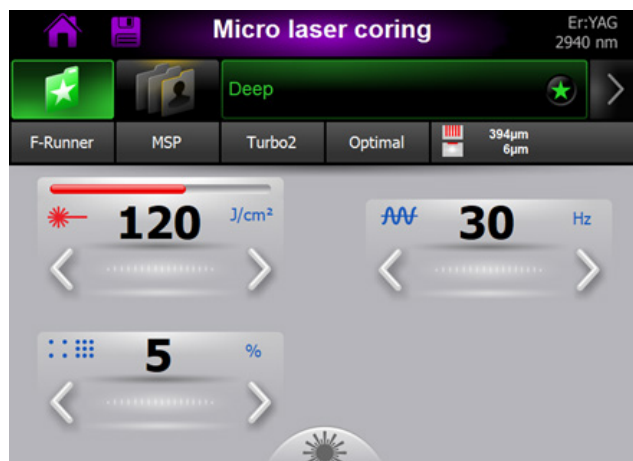 Micro laser coring
Er:YAG
2940 nm
Deep
F-Runner
MSP
Turbo2
Optimal
394µm
6µm
120 J/cm²
30 Hz
5 %